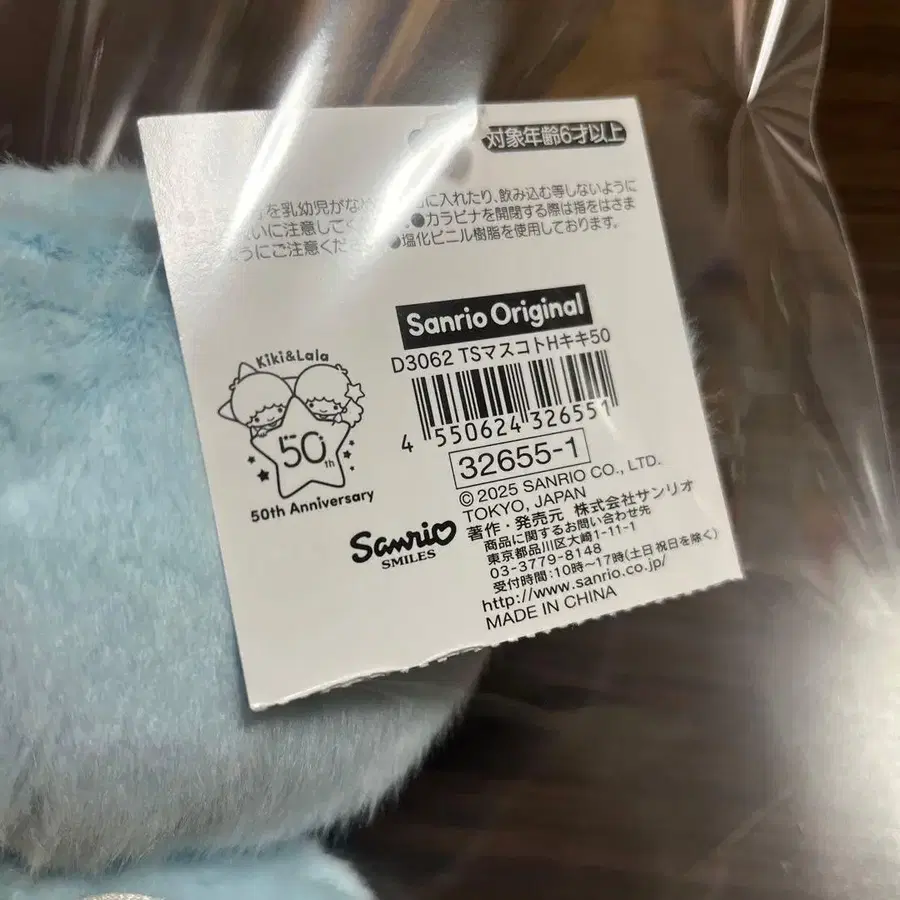 対象年齢6才以上
を乳幼児がな に入れたり、飲み込む等しないように
いに注意してく ●カラビナを開閉する際は指をはさま
ようにご注意くだ ●塩化ビニル樹脂を使用しております。
Sanrio Original
D3062 TSマスコトHキキ50
4 550624 326551
32655-1
Kiki&Lala
50th
50th Anniversary
Sanrio
SMILES
© 2025 SANRIO CO., LTD.
TOKYO, JAPAN
著作・発売元 株式会社サンリオ
商品に関するお問い合わせ先
東京都品川区大崎1-11-1
03-3779-8148
受付時間:10時～17時(土日祝日を除く)
http://www.sanrio.co.jp/
MADE IN CHINA